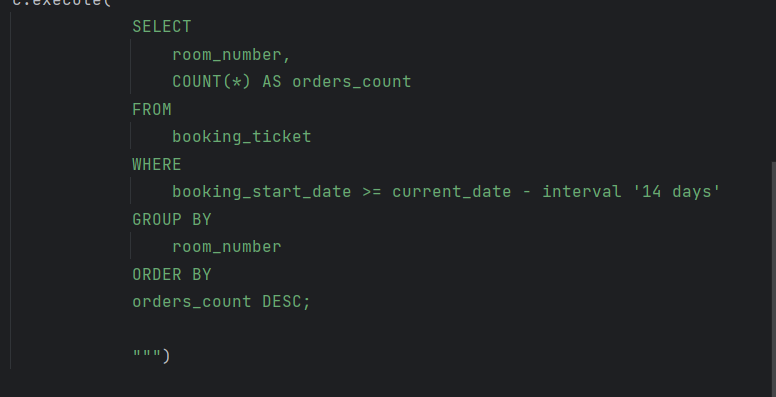 c.execute(
SELECT
room_number,
COUNT(*) AS orders_count
FROM
booking_ticket
WHERE
booking_start_date >= current_date - interval '14 days'
GROUP BY
room_number
ORDER BY
orders_count DESC;
""")